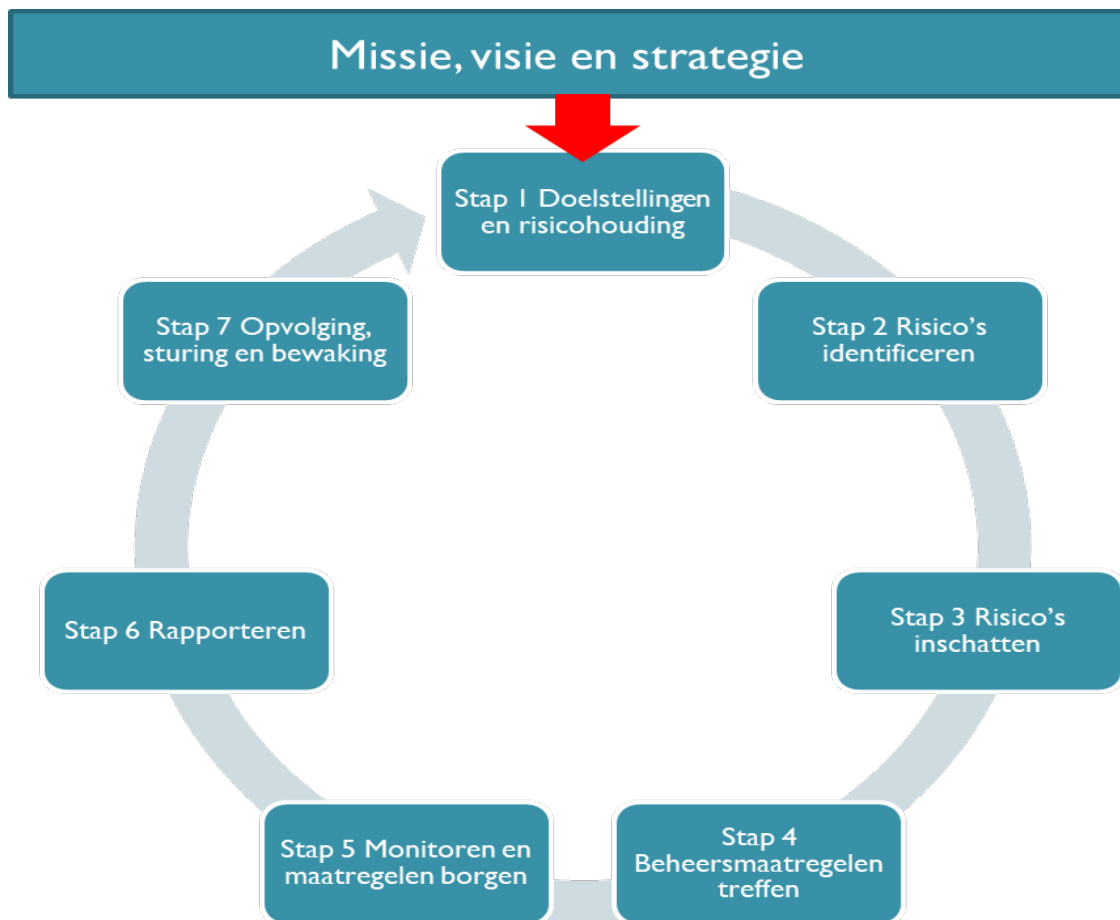 Missie, visie en strategie
Stap 1 Doelstellingen
en risicohouding
Stap 2 Risico's
identificeren
Stap 3 Risico's
inschatten
Stap 4
Beheersmaatregelen
treffen
Stap 5 Monitoren en
maatregelen borgen
Stap 6 Rapporteren
Stap 7 Opvolging,
sturing en bewaking